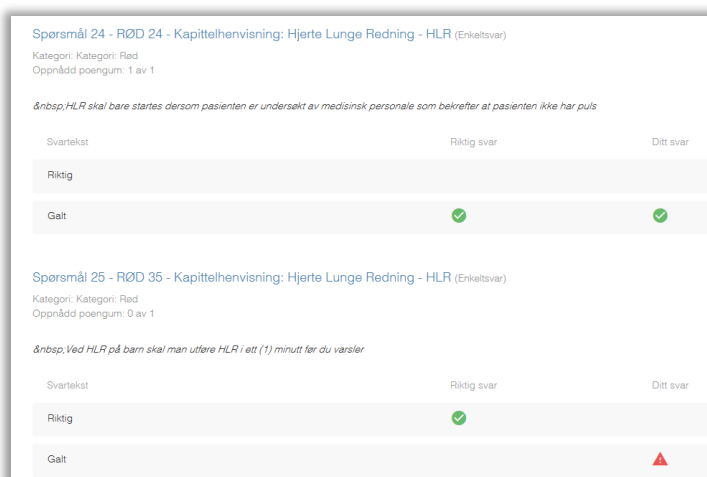 Spørsmål 24 - RØD 24 - Kapittelhenvisning: Hjerte Lunge Redning - HLR (Enkeltsvar)
Kategori: Kategori: Rød
Oppnådd poengum: 1 av 1
&nbsp;HLR skal bare startes dersom pasienten er undersøkt av medisinsk personale som bekrefter at pasienten ikke har puls
Svartekst Riktig svar Ditt svar
Riktig
Galt
Spørsmål 25 - RØD 35 - Kapittelhenvisning: Hjerte Lunge Redning - HLR (Enkeltsvar)
Kategori: Kategori: Rød
Oppnådd poengum: 0 av 1
&nbsp;Ved HLR på barn skal man utføre HLR i ett (1) minutt før du varsler
Svartekst Riktig svar Ditt svar
Riktig
Galt